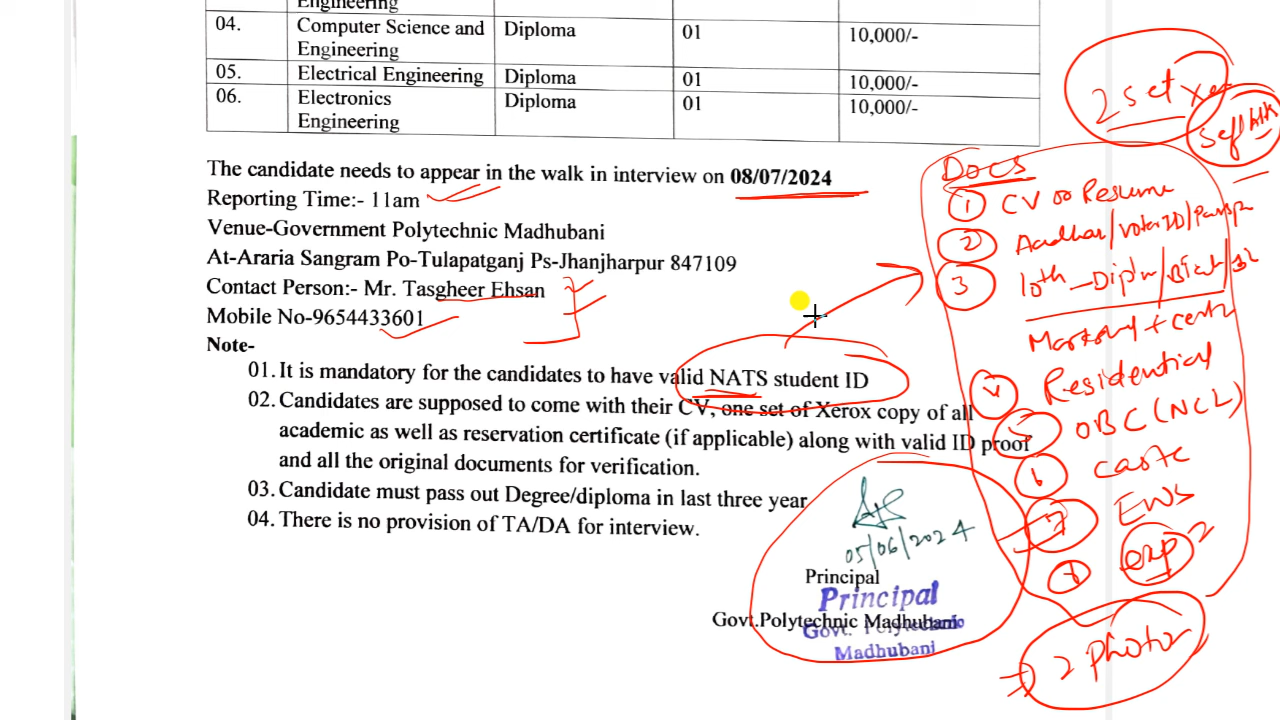 Engineering
04. Computer Science and Diploma 01 10,000/-
Engineering
05. Electrical Engineering Diploma 01 10,000/-
06. Electronics Diploma 01 10,000/-
Engineering
The candidate needs to appear in the walk in interview on 08/07/2024
Reporting Time:- 11am
Venue-Government Polytechnic Madhubani
At-Araria Sangram Po-Tulapatganj Ps-Jhanjharpur 847109
Contact Person:- Mr. Tasgheer Ehsan
Mobile No-9654433601
Note-
01. It is mandatory for the candidates to have valid NATS student ID
02. Candidates are supposed to come with their CV, one set of Xerox copy of all
academic as well as reservation certificate (if applicable) along with valid ID proof
and all the original documents for verification.
03. Candidate must pass out Degree/diploma in last three year
04. There is no provision of TA/DA for interview.
05/06/2024
Principal
Principal
Govt.Polytechnic Madhubani
Govt. Polytechnic
Madhubani
2 set Xe
self
Docs
1 CV or Resume
2 Aadhar/Voter ID/
3 10th
Residential
OBC (NCL)
6 caste
7 EWS
exp
2 Photo